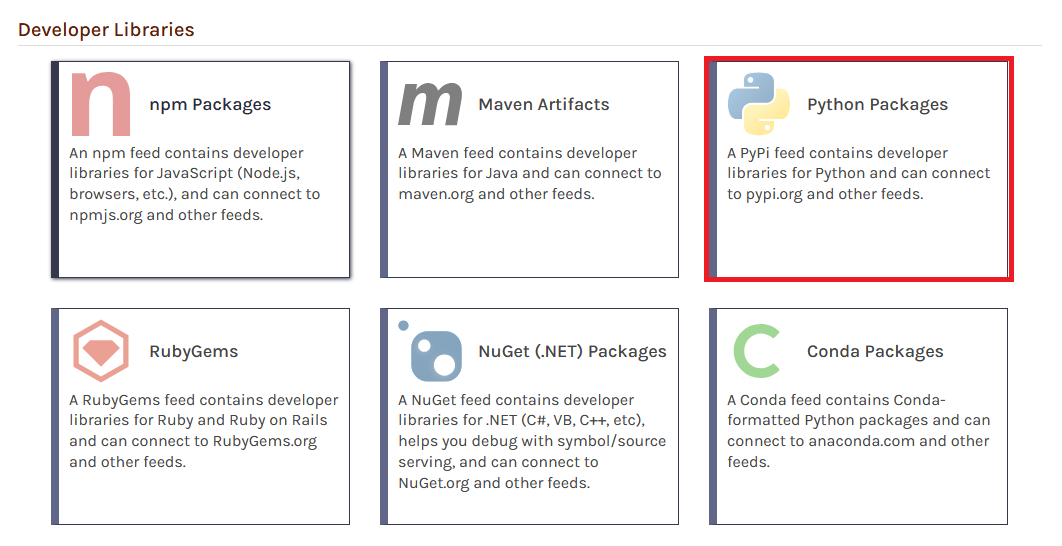 Developer Libraries
npm Packages
An npm feed contains developer
libraries for JavaScript (Node.js,
browsers, etc.), and can connect to
npmjs.org and other feeds.
Maven Artifacts
A Maven feed contains developer
libraries for Java and can connect to
maven.org and other feeds.
Python Packages
A PyPi feed contains developer
libraries for Python and can connect
to pypi.org and other feeds.
RubyGems
A RubyGems feed contains developer
libraries for Ruby and Ruby on Rails
and can connect to RubyGems.org
and other feeds.
NuGet (.NET) Packages
A NuGet feed contains developer
libraries for .NET (C#, VB, C++, etc),
helps you debug with symbol/source
serving, and can connect to
NuGet.org and other feeds.
Conda Packages
A Conda feed contains Conda-
formatted Python packages and can
connect to anaconda.com and other
feeds.